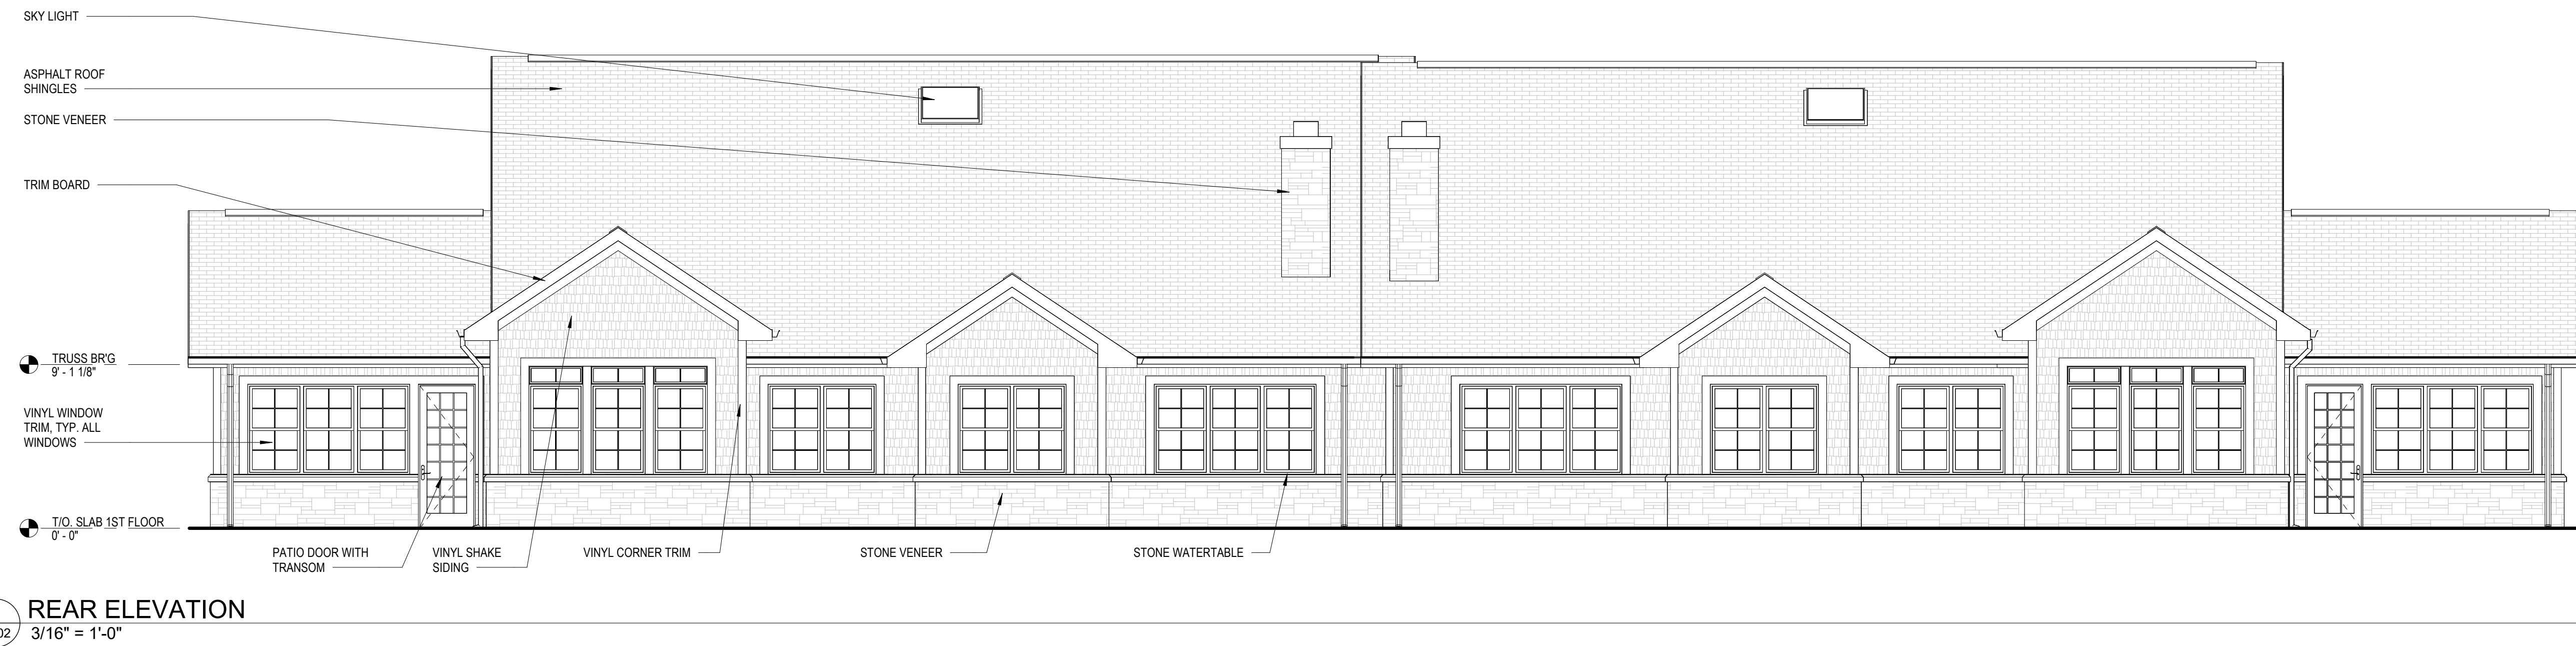 SKY LIGHT
ASPHALT ROOF
SHINGLES
STONE VENEER
TRIM BOARD
TRUSS BR'G
9' - 1 1/8"
VINYL WINDOW
TRIM, TYP. ALL
WINDOWS
T/O. SLAB 1ST FLOOR
0' - 0"
PATIO DOOR WITH
TRANSOM
VINYL SHAKE
SIDING
VINYL CORNER TRIM
STONE VENEER
STONE WATERTABLE
REAR ELEVATION
02
3/16" = 1'-0"